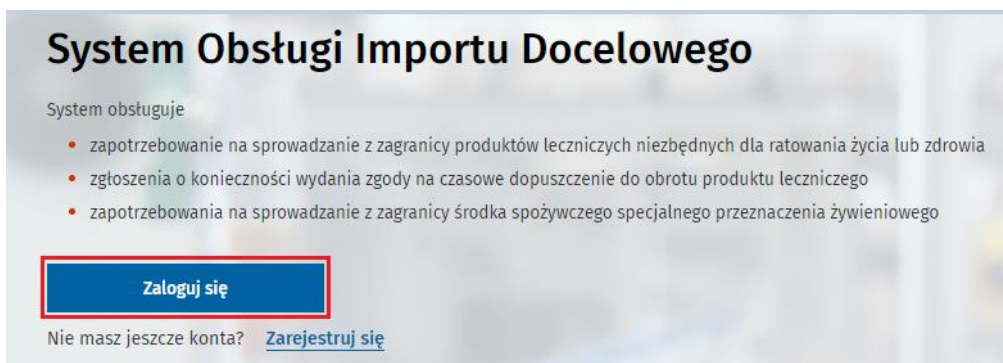 System Obsługi Importu Docelowego
System obsługuje
• zapotrzebowanie na sprowadzanie z zagranicy produktów leczniczych niezbędnych dla ratowania życia lub zdrowia
• zgłoszenia o konieczności wydania zgody na czasowe dopuszczenie do obrotu produktu leczniczego
• zapotrzebowania na sprowadzanie z zagranicy środka spożywczego specjalnego przeznaczenia żywieniowego
Zaloguj się
Nie masz jeszcze konta? Zarejestruj się